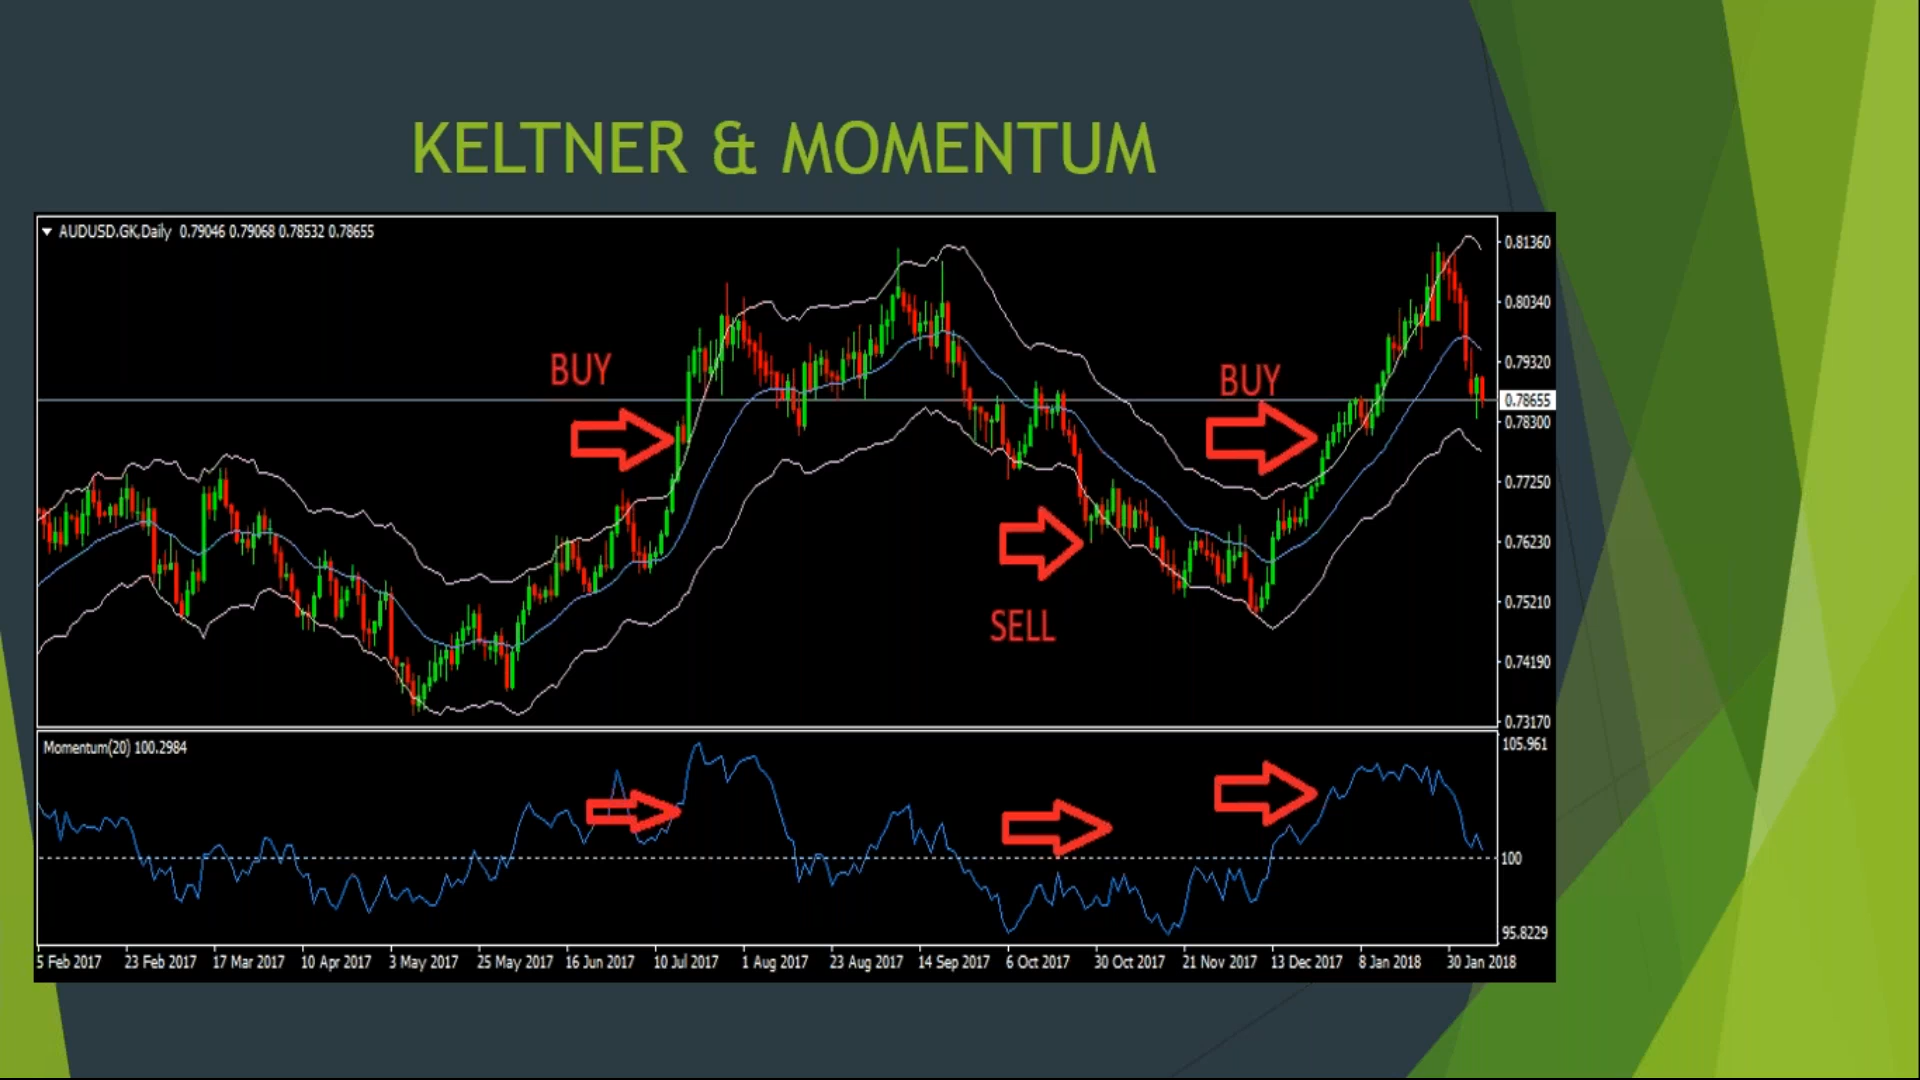 KELTNER & MOMENTUM
AUDUSD.GK,Daily 0.79046 0.79068 0.78532 0.78655
0.81360
0.80340
BUY
BUY
0.79320
0.78655
0.78300
0.77250
0.76230
SELL
0.75210
0.74190
0.73170
Momentum(20) 100.2984
105.961
100
95.8229
5 Feb 2017 23 Feb 2017 17 Mar 2017 10 Apr 2017 3 May 2017 25 May 2017 16 Jun 2017 10 Jul 2017 1 Aug 2017 23 Aug 2017 14 Sep 2017 6 Oct 2017 30 Oct 2017 21 Nov 2017 13 Dec 2017 8 Jan 2018 30 Jan 2018